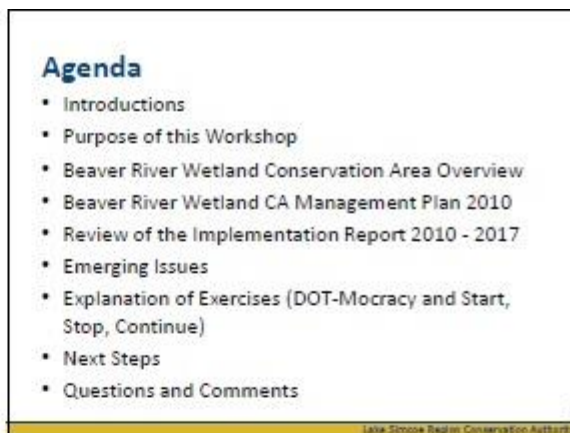 Agenda
• Introductions
• Purpose of this Workshop
• Beaver River Wetland Conservation Area Overview
• Beaver River Wetland CA Management Plan 2010
• Review of the Implementation Report 2010 - 2017
• Emerging Issues
• Explanation of Exercises (DOT-Mocracy and Start,
Stop, Continue)
• Next Steps
• Questions and Comments
Lake Simcoe Region Conservation Authorit